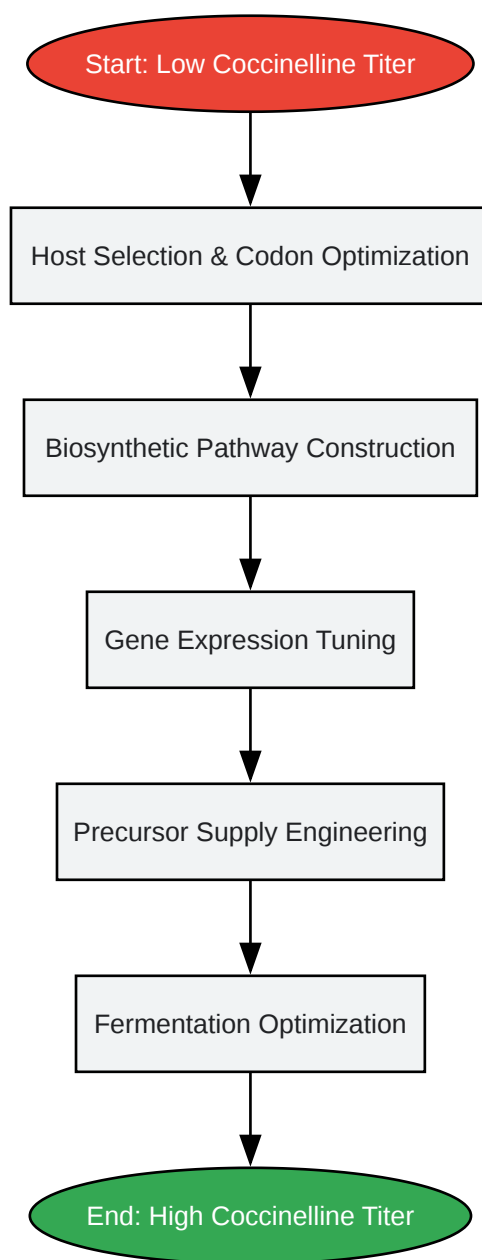 Start: Low Coccinelline Titer
Host Selection & Codon Optimization
Biosynthetic Pathway Construction
Gene Expression Tuning
Precursor Supply Engineering
Fermentation Optimization
End: High Coccinelline Titer